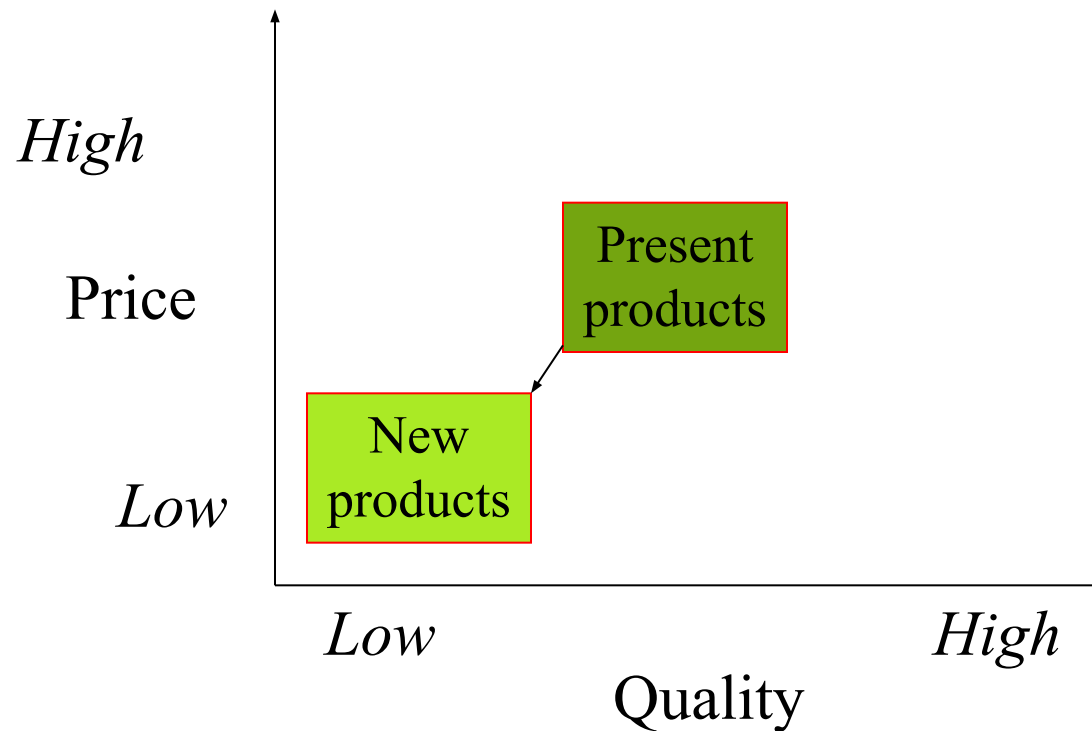 High
Present
products
Price
New
products
Low
Low
High
Quality